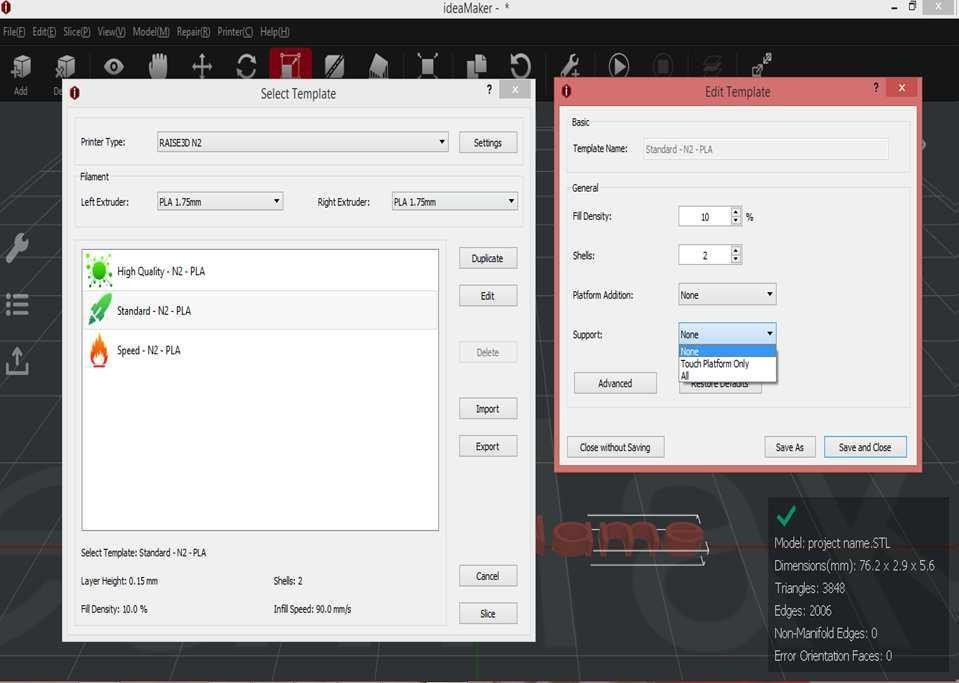 ideaMaker - *
File(F) Edit(E) Slice(P) View(V) Model(M) Repair(R) Printer(C) Help(H)
Add
Select Template
?
X
Printer Type:
RAISE3D N2
Settings
Filament
Left Extruder:
PLA 1.75mm
Right Extruder:
PLA 1.75mm
High Quality - N2 - PLA
Standard - N2 - PLA
Speed - N2 - PLA
Duplicate
Edit
Delete
Import
Export
Select Template: Standard - N2 - PLA
Layer Height: 0.15 mm
Shells: 2
Fill Density: 10.0 %
Infill Speed: 90.0 mm/s
Cancel
Slice
Edit Template
?
X
Basic
Template Name:
Standard - N2 - PLA
General
Fill Density:
10
%
Shells:
2
Platform Addition:
None
Support:
None
None
Touch Platform Only
All
Advanced
Restore Defaults
Close without Saving
Save As
Save and Close
Model: project name.STL
Dimensions(mm): 76.2 x 2.9 x 5.6
Triangles: 3848
Edges: 2006
Non-Manifold Edges: 0
Error Orientation Faces: 0